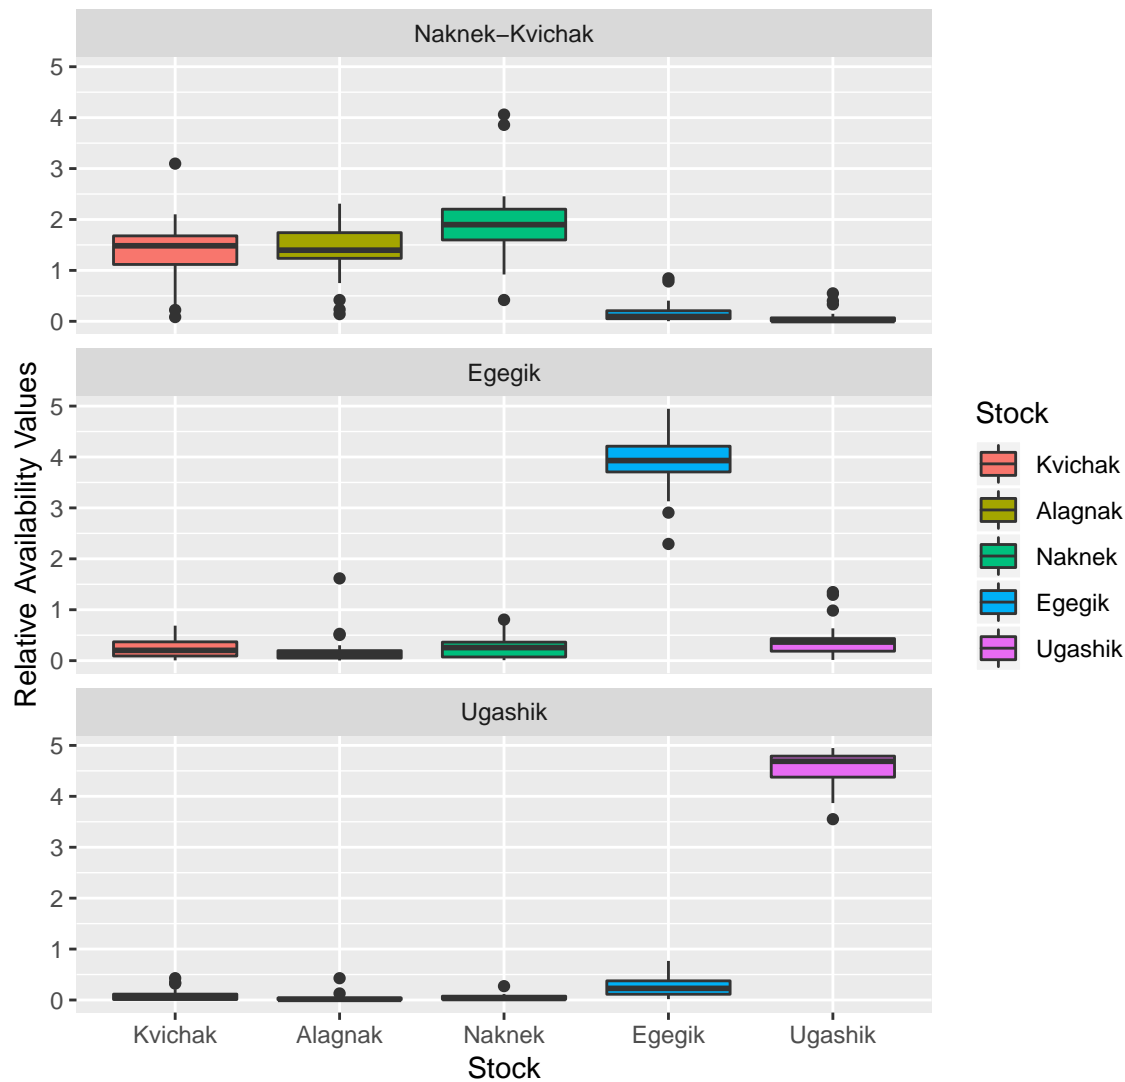 Naknek−Kvichak
5
4
3
2
1
0
Egegik
5
4
3
2
1
0
Ugashik
5
4
3
2
1
0
Relative Availability Values
Kvichak Alagnak Naknek Egegik Ugashik
Stock
Stock
Kvichak
Alagnak
Naknek
Egegik
Ugashik